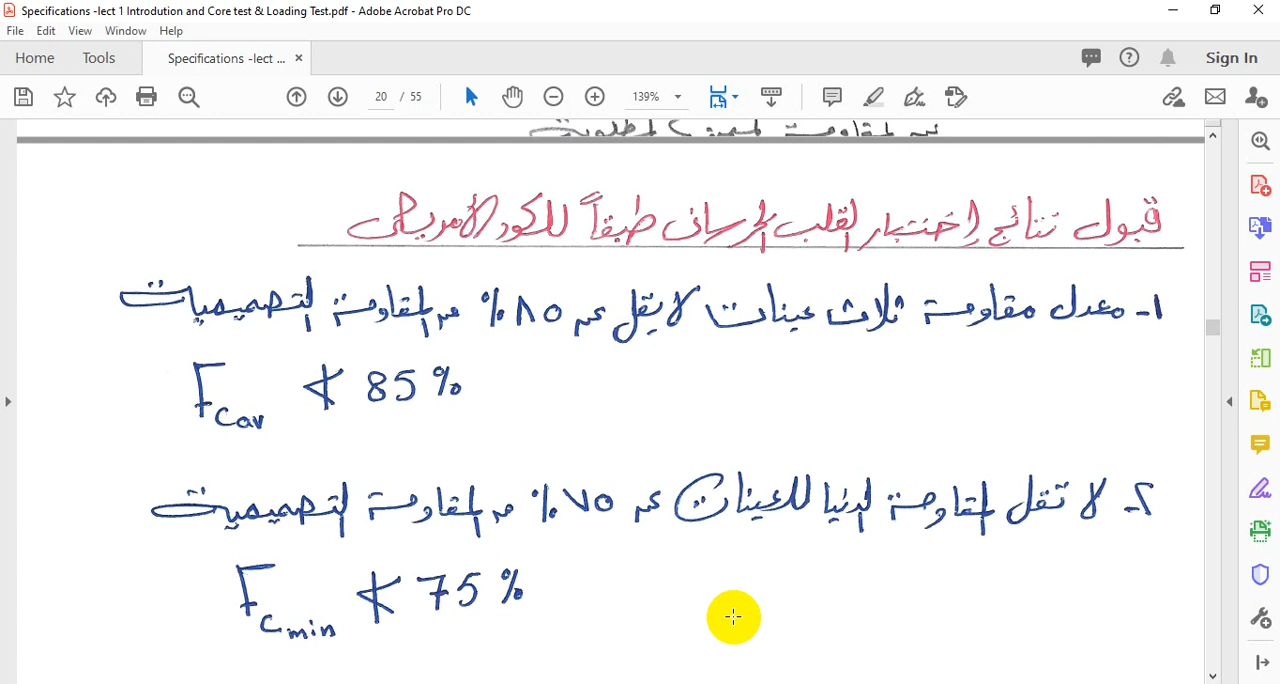 Specifications -lect 1 Introdution and Core test & Loading Test.pdf - Adobe Acrobat Pro DC
File Edit View Window Help
Home Tools Specifications -lect ... × Sign In
20 / 55 139%
قبول نتائج إختبار القلب الخرسانى طبقاً للكود الأمريكى
١- معدل مقاومة ثلاث عينات لا يقل عن ٨٥ % من المقاومة التصميمية
Fcav ≮ 85 %
٢- لا تقل المقاومة الدنيا للعينات عن ٧٥ % من المقاومة التصميمية
Fcmin ≮ 75 %